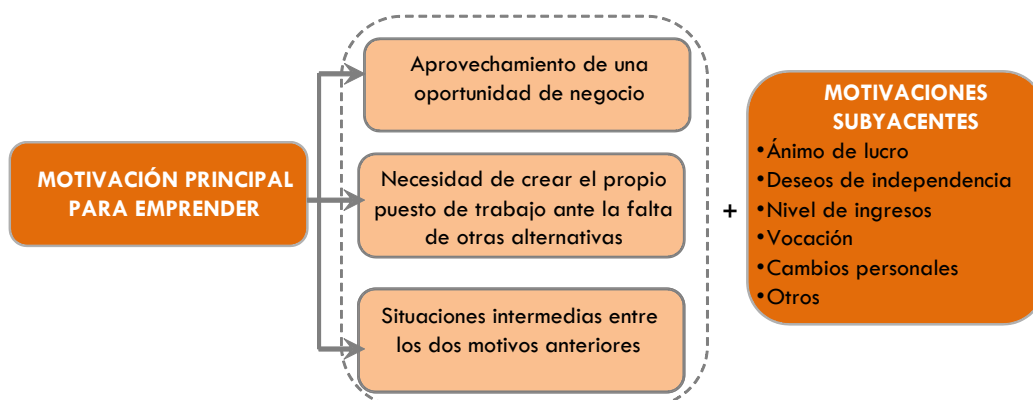 MOTIVACIÓN PRINCIPAL
PARA EMPRENDER
Aprovechamiento de una
oportunidad de negocio
Necesidad de crear el propio
puesto de trabajo ante la falta
de otras alternativas
Situaciones intermedias entre
los dos motivos anteriores
+
MOTIVACIONES
SUBYACENTES
•Ánimo de lucro
•Deseos de independencia
•Nivel de ingresos
•Vocación
•Cambios personales
•Otros